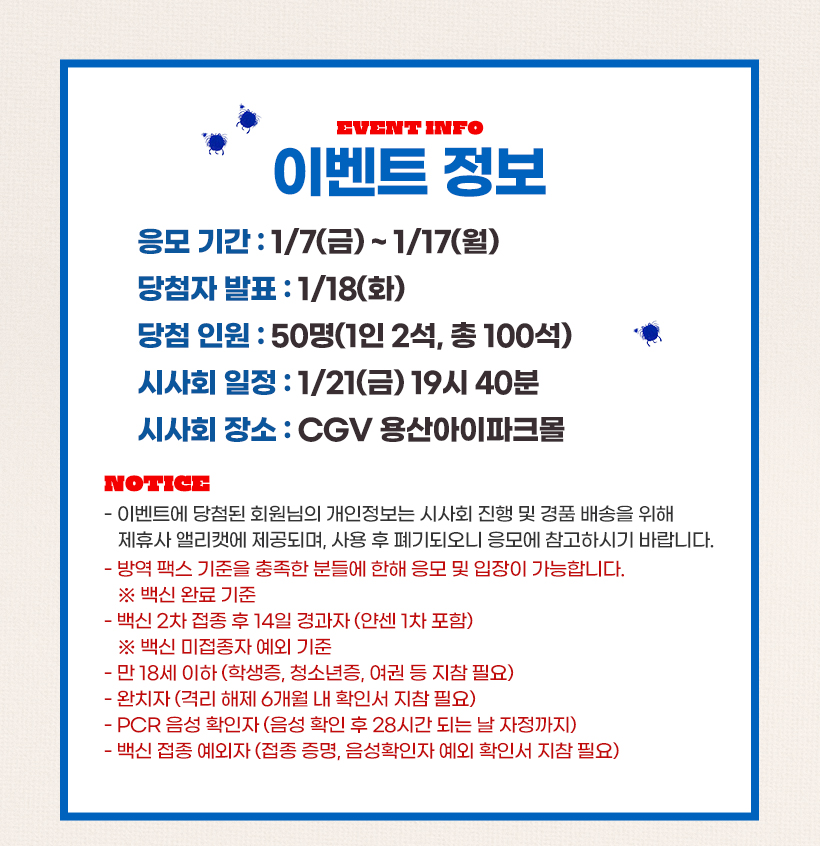 EVENT INFO
이벤트 정보
응모 기간 : 1/7(금) ~ 1/17(월)
당첨자 발표 : 1/18(화)
당첨 인원 : 50명(1인 2석, 총 100석)
시사회 일정 : 1/21(금) 19시 40분
시사회 장소 : CGV 용산아이파크몰
NOTICE
- 이벤트에 당첨된 회원님의 개인정보는 시사회 진행 및 경품 배송을 위해
제휴사 앨리캣에 제공되며, 사용 후 폐기되오니 응모에 참고하시기 바랍니다.
- 방역 팩스 기준을 충족한 분들에 한해 응모 및 입장이 가능합니다.
※ 백신 완료 기준
- 백신 2차 접종 후 14일 경과자 (얀센 1차 포함)
※ 백신 미접종자 예외 기준
- 만 18세 이하 (학생증, 청소년증, 여권 등 지참 필요)
- 완치자 (격리 해제 6개월 내 확인서 지참 필요)
- PCR 음성 확인자 (음성 확인 후 28시간 되는 날 자정까지)
- 백신 접종 예외자 (접종 증명, 음성확인자 예외 확인서 지참 필요)